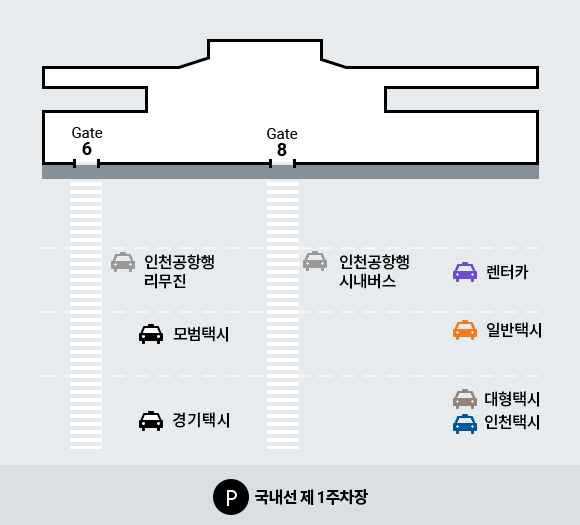 Gate
6
Gate
8
인천공항행
리무진
인천공항행
시내버스
렌터카
모범택시
일반택시
대형택시
경기택시
인천택시
P 국내선 제 1주차장